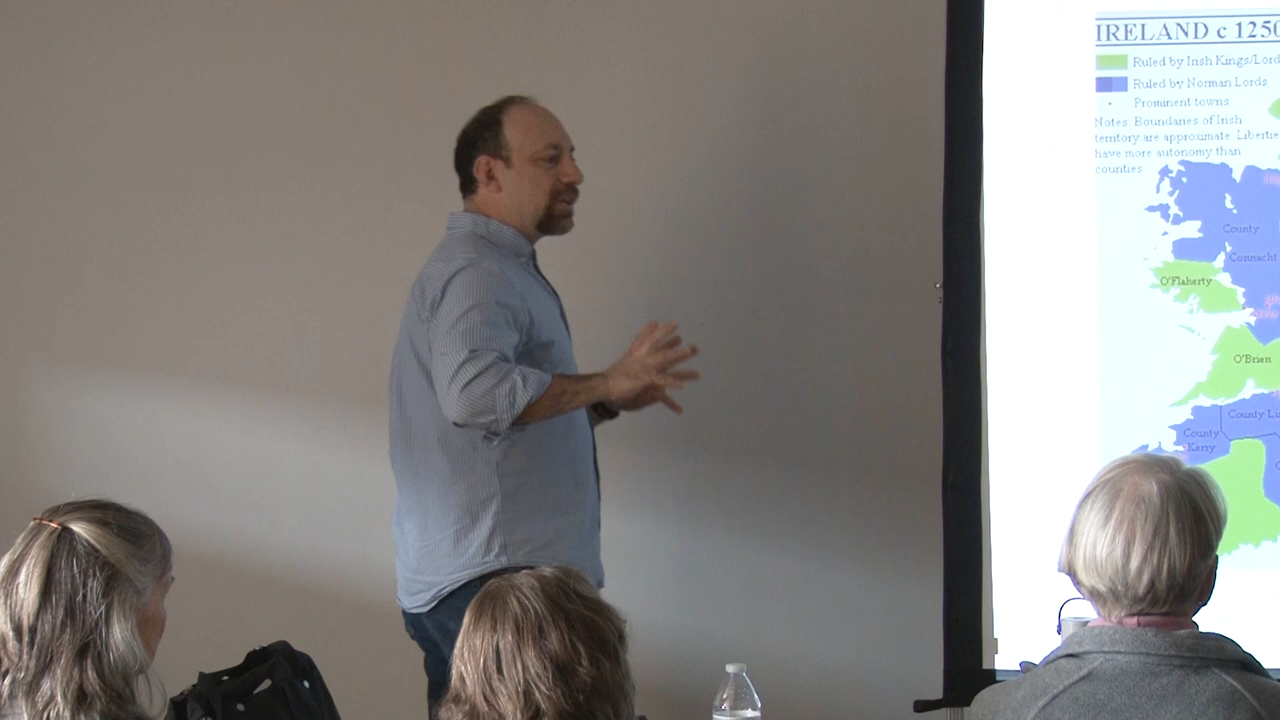 IRELAND c 1250
Ruled by Irish Kings/Lord
Ruled by Norman Lords
Prominent towns
Notes: Boundaries of Irish
territory are approximate. Libertie
have more autonomy than
counties
County
Connacht
O'Flaherty
O'Brien
County Li
County
Kerry